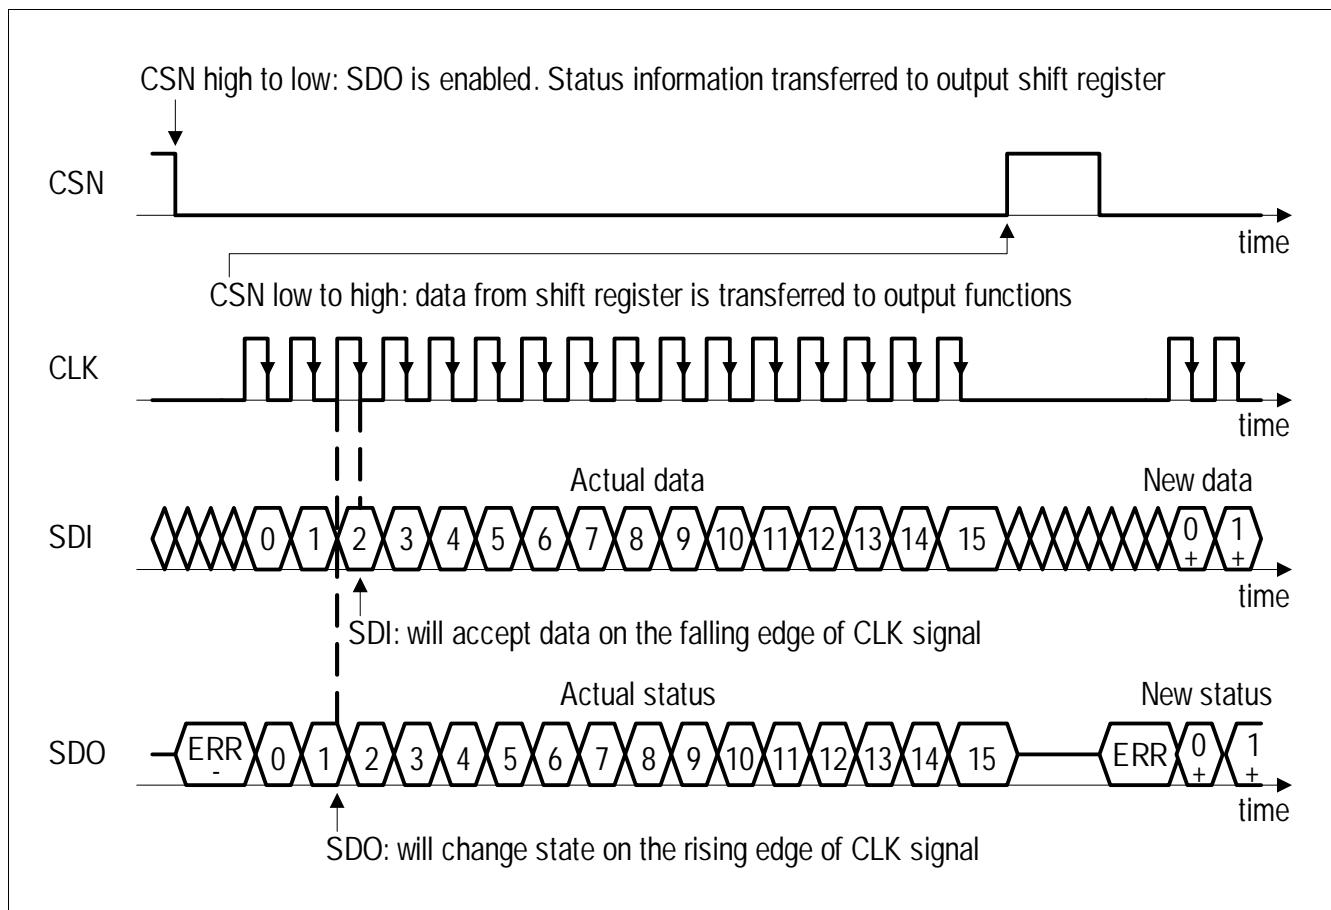 CSN high to low: SDO is enabled. Status information transferred to output shift register
CSN
time
CSN low to high: data from shift register is transferred to output functions
CLK
time
Actual data
New data
SDI
0 1 2 3 4 5 6 7 8 9 10 11 12 13 14 15 0 1
+ +
time
SDI: will accept data on the falling edge of CLK signal
Actual status
New status
SDO
ERR 0 1 2 3 4 5 6 7 8 9 10 11 12 13 14 15 ERR 0 1
- + +
time
SDO: will change state on the rising edge of CLK signal